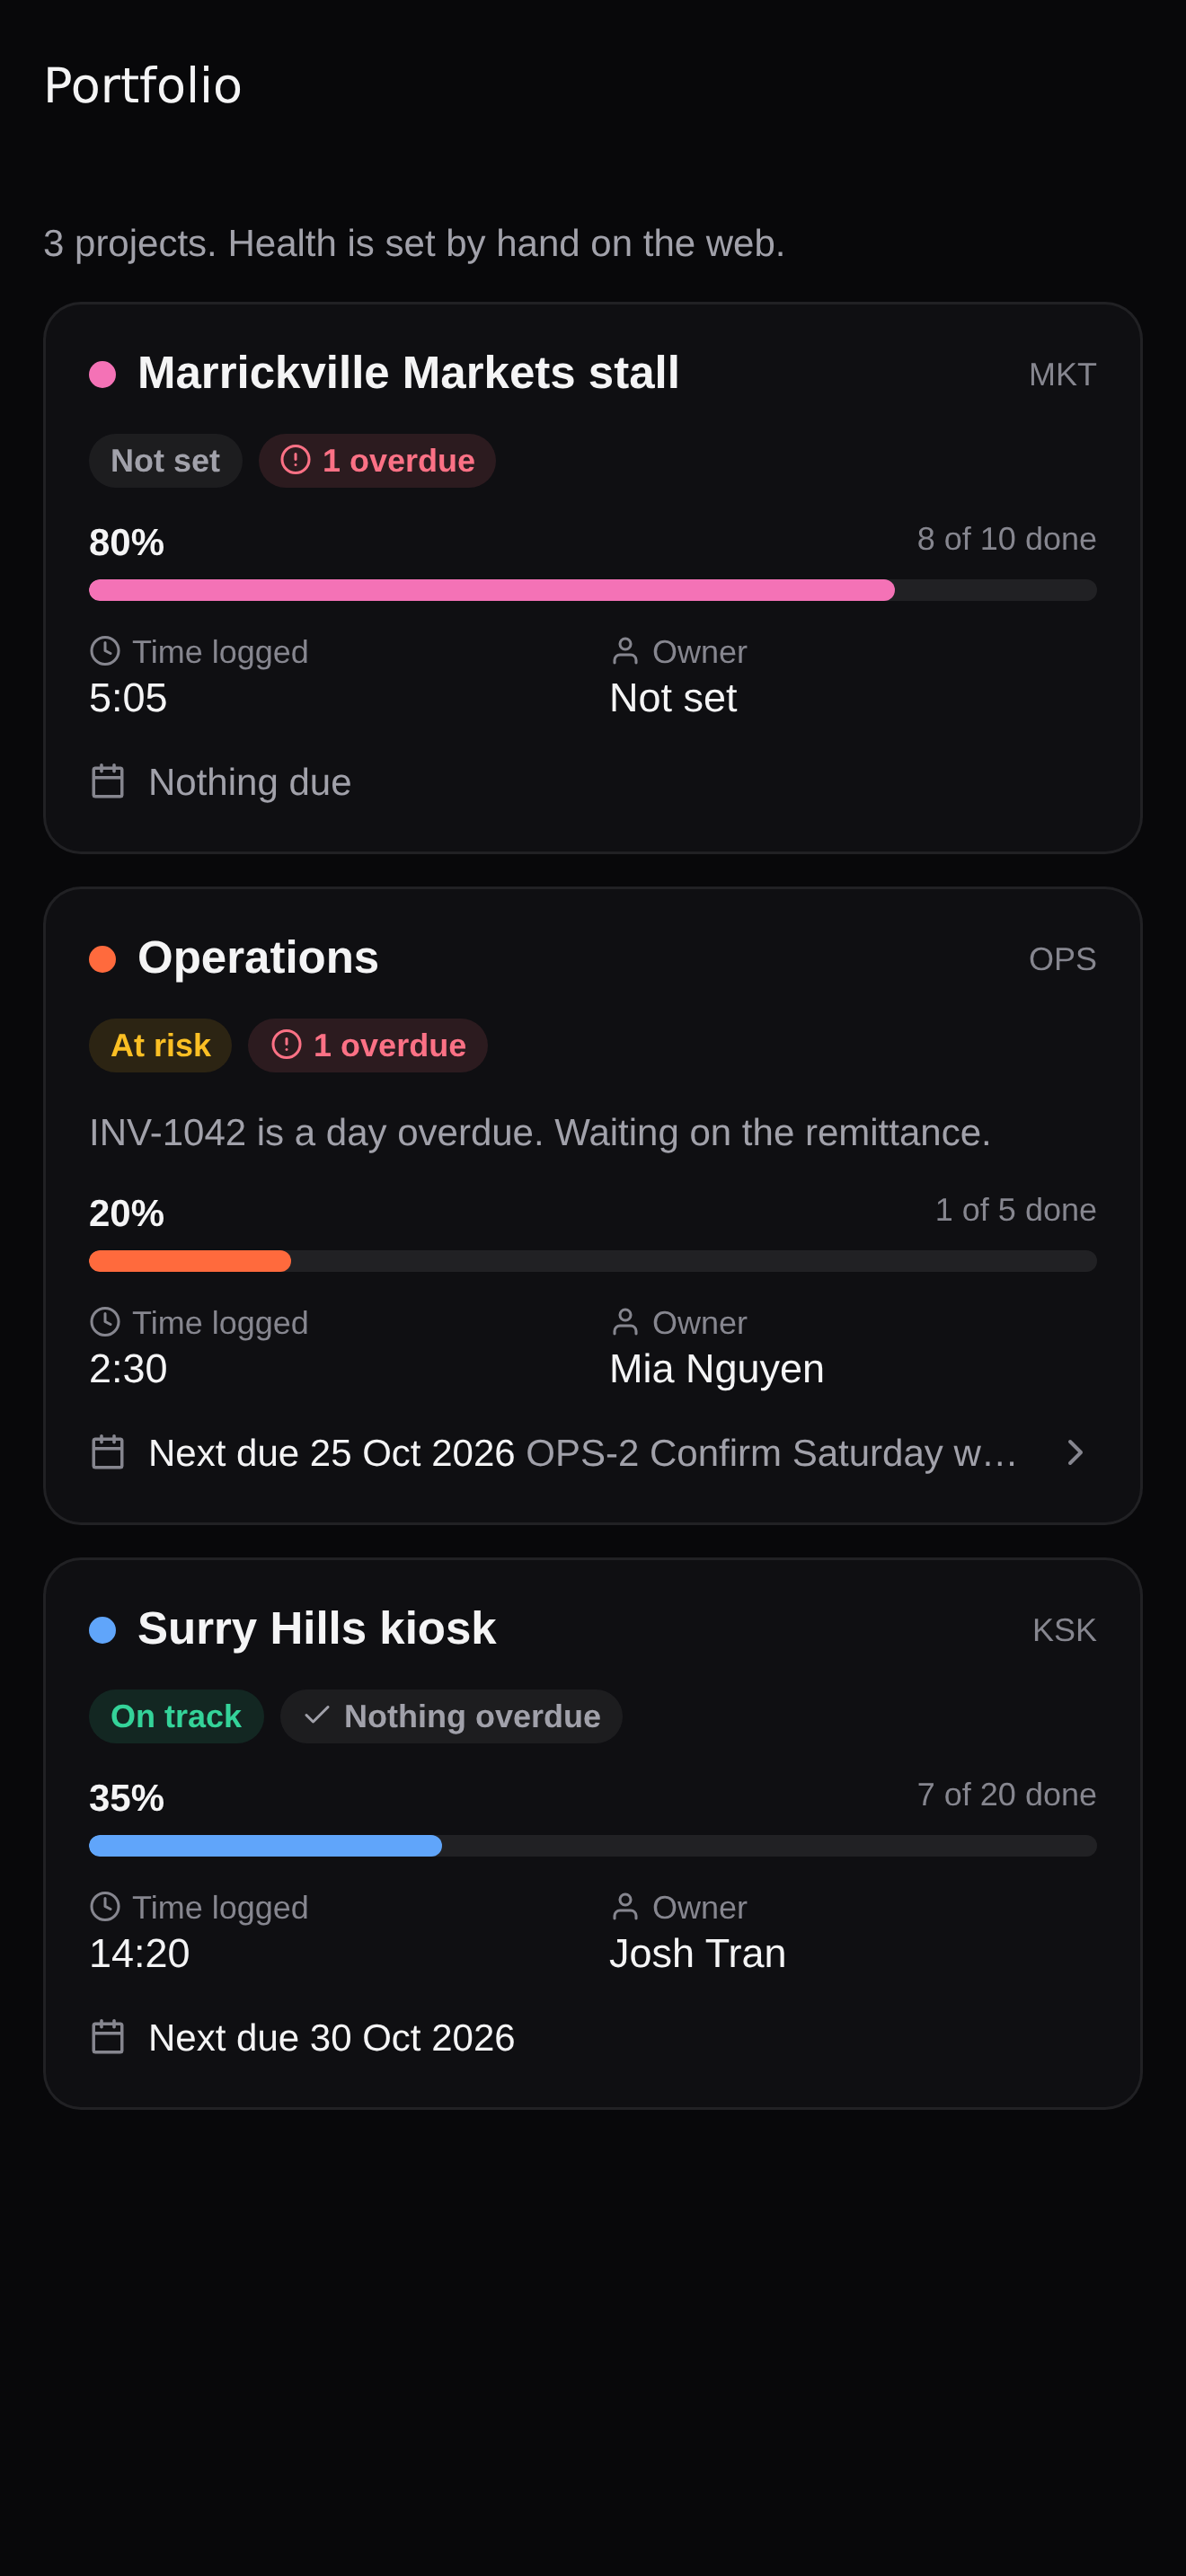 Portfolio
3 projects. Health is set by hand on the web.
Marrickville Markets stall MKT
Not set 1 overdue
80% 8 of 10 done
Time logged Owner
5:05 Not set
Nothing due
Operations OPS
At risk 1 overdue
INV-1042 is a day overdue. Waiting on the remittance.
20% 1 of 5 done
Time logged Owner
2:30 Mia Nguyen
Next due 25 Oct 2026 OPS-2 Confirm Saturday w…
Surry Hills kiosk KSK
On track Nothing overdue
35% 7 of 20 done
Time logged Owner
14:20 Josh Tran
Next due 30 Oct 2026